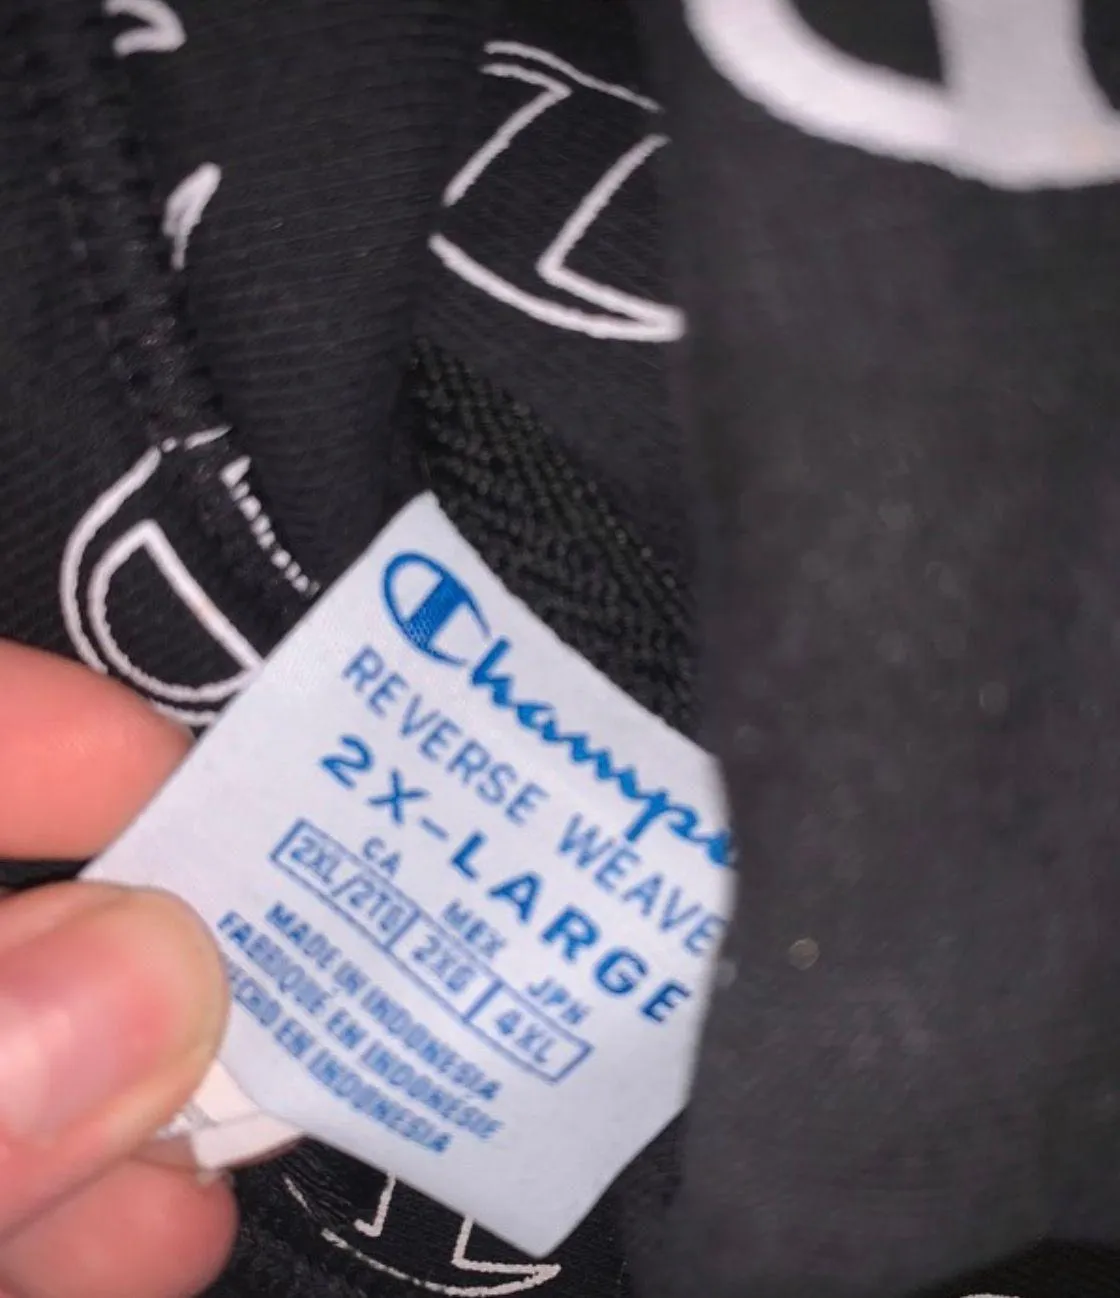 Champi
REVERSE WEAVE
2X-LARGE
CA MEX JPN
2XL/2TG 2XG 4XL
MADE IN INDONESIA
FABRIQUÉ EN INDONESIE
ECHO EN INDONESIA